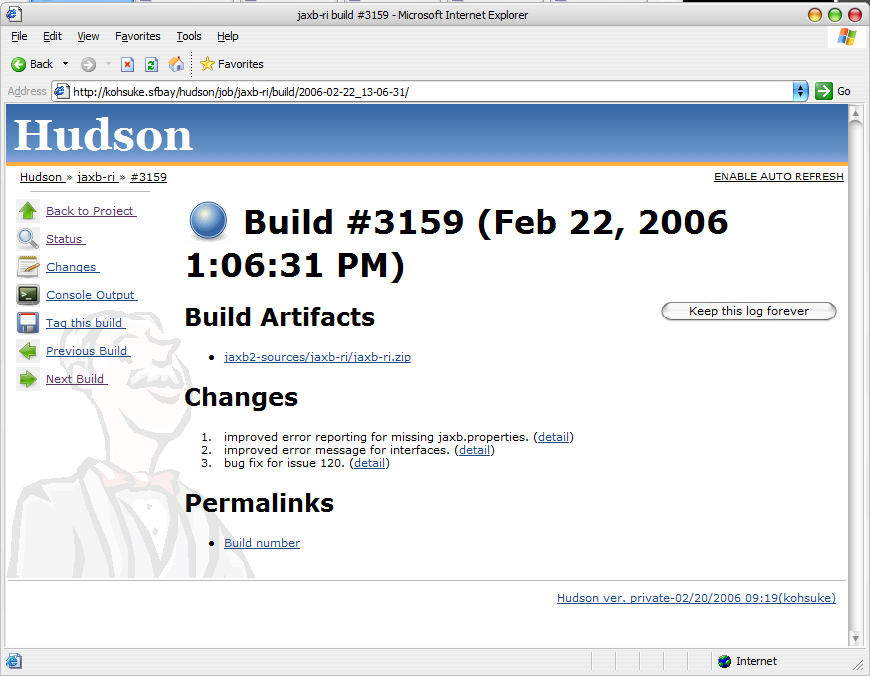 jaxb-ri build #3159 - Microsoft Internet Explorer
File Edit View Favorites Tools Help
Back Favorites
Address http://kohsuke.sfbay/hudson/job/jaxb-ri/build/2006-02-22_13-06-31/ Go
Hudson
Hudson » jaxb-ri » #3159 ENABLE AUTO REFRESH
Back to Project
Status
Changes
Console Output
Tag this build
Previous Build
Next Build
Build #3159 (Feb 22, 2006
1:06:31 PM)
Keep this log forever
Build Artifacts
• jaxb2-sources/jaxb-ri/jaxb-ri.zip
Changes
1. improved error reporting for missing jaxb.properties. (detail)
2. improved error message for interfaces. (detail)
3. bug fix for issue 120. (detail)
Permalinks
• Build number
Hudson ver. private-02/20/2006 09:19(kohsuke)
Internet